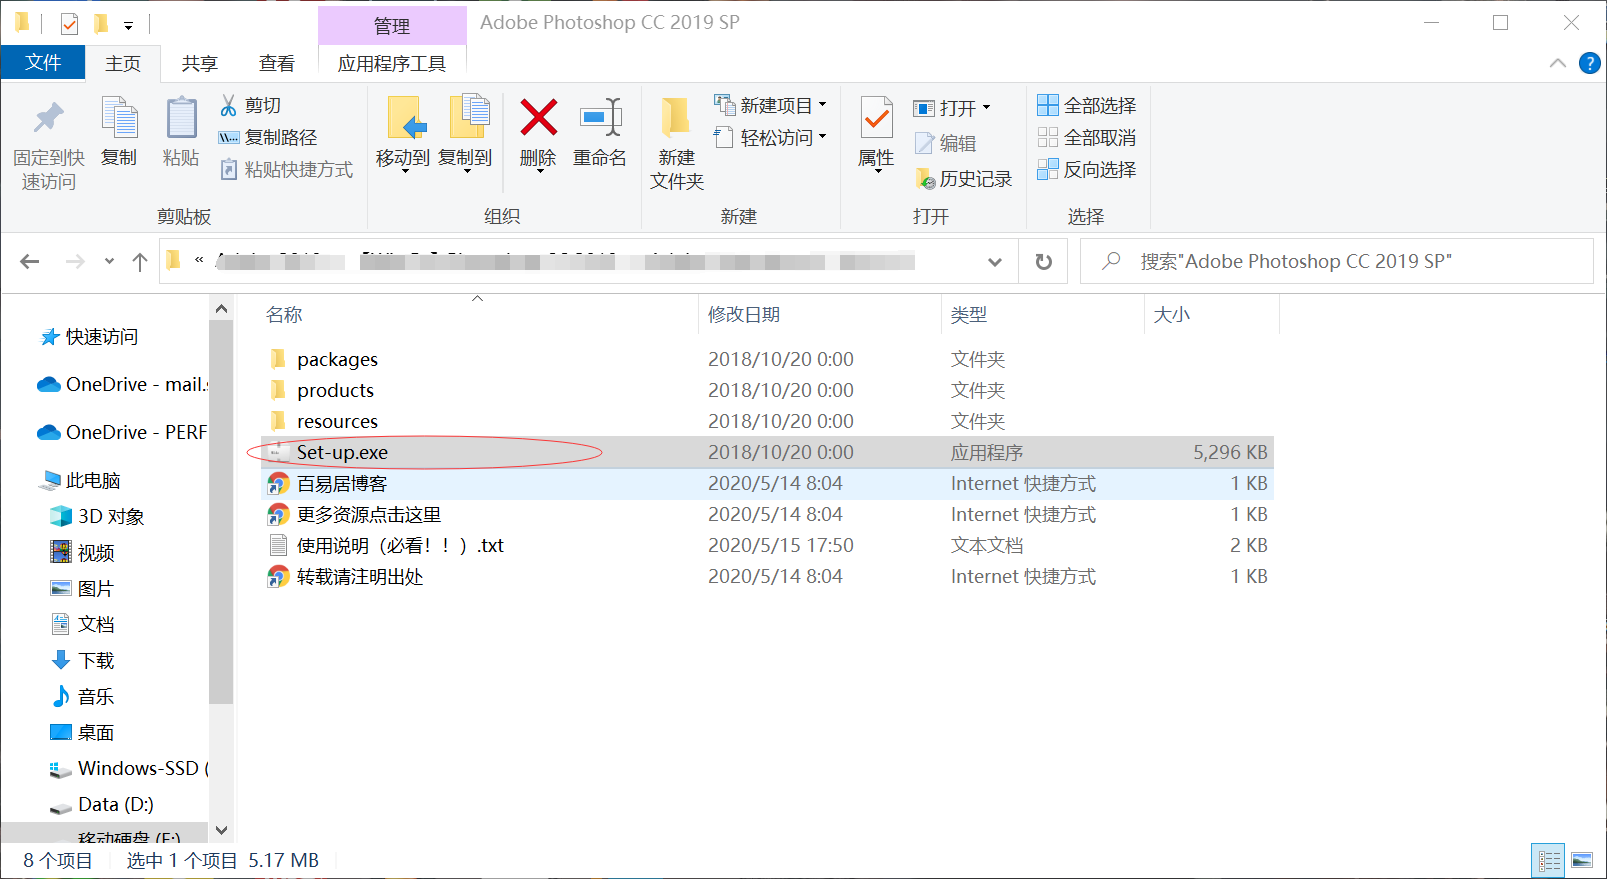 管理 Adobe Photoshop CC 2019 SP
文件 主页 共享 查看 应用程序工具
固定到快速访问
复制
粘贴
剪切
复制路径
粘贴快捷方式
剪贴板
移动到
复制到
删除
重命名
组织
新建文件夹
新建项目
轻松访问
新建
属性
打开
编辑
历史记录
打开
全部选择
全部取消
反向选择
选择
搜索"Adobe Photoshop CC 2019 SP"
快速访问
OneDrive - mail.
OneDrive - PERF
此电脑
3D 对象
视频
图片
文档
下载
音乐
桌面
Windows-SSD (
Data (D:)
移动硬盘 (F:)
名称 修改日期 类型 大小
packages 2018/10/20 0:00 文件夹
products 2018/10/20 0:00 文件夹
resources 2018/10/20 0:00 文件夹
Set-up.exe 2018/10/20 0:00 应用程序 5,296 KB
百易居博客 2020/5/14 8:04 Internet 快捷方式 1 KB
更多资源点击这里 2020/5/14 8:04 Internet 快捷方式 1 KB
使用说明（必看！！）.txt 2020/5/15 17:50 文本文档 2 KB
转载请注明出处 2020/5/14 8:04 Internet 快捷方式 1 KB
8 个项目 选中 1 个项目 5.17 MB